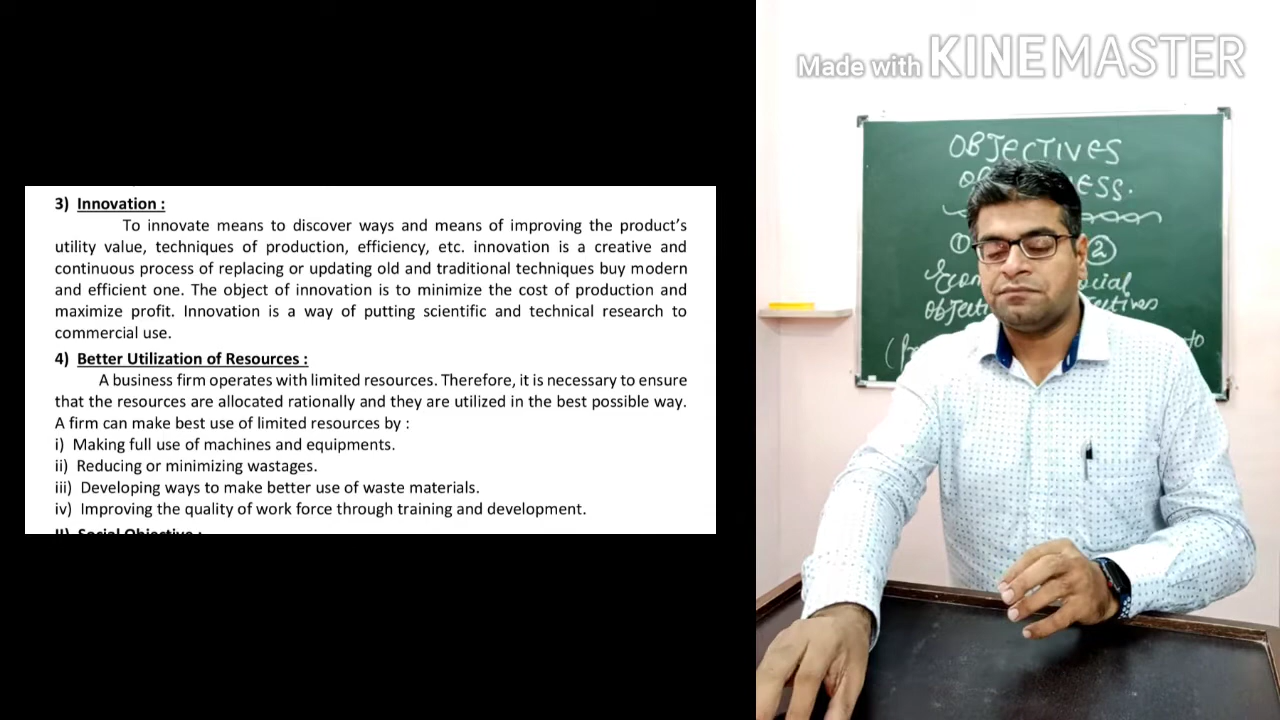 3) Innovation :
To innovate means to discover ways and means of improving the product's
utility value, techniques of production, efficiency, etc. innovation is a creative and
continuous process of replacing or updating old and traditional techniques buy modern
and efficient one. The object of innovation is to minimize the cost of production and
maximize profit. Innovation is a way of putting scientific and technical research to
commercial use.
4) Better Utilization of Resources :
A business firm operates with limited resources. Therefore, it is necessary to ensure
that the resources are allocated rationally and they are utilized in the best possible way.
A firm can make best use of limited resources by :
i) Making full use of machines and equipments.
ii) Reducing or minimizing wastages.
iii) Developing ways to make better use of waste materials.
iv) Improving the quality of work force through training and development.
II) Social Objective :
Made with KINEMASTER
OBJECTIVES
ESS.
① ②